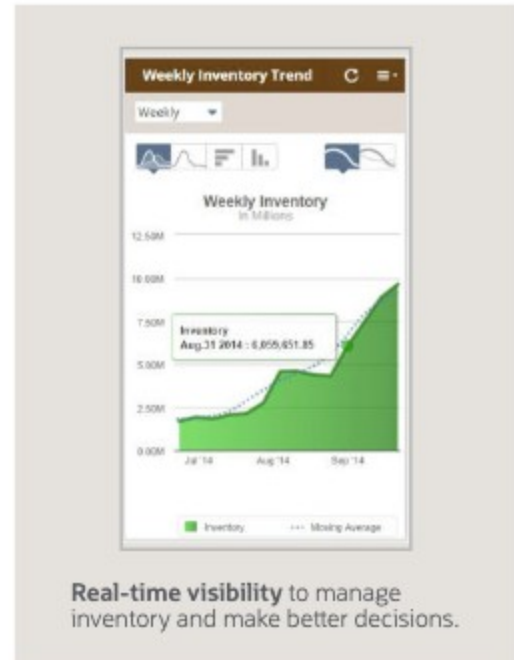 Weekly Inventory Trend
Weekly
Weekly Inventory
In Millions
12.50M
10.00M
7.50M
5.00M
2.50M
0.00M
Inventory
Aug.31 2014 : 6,059,651.85
Jul '14 Aug '14 Sep '14
Inventory Moving Average
Real-time visibility to manage
inventory and make better decisions.